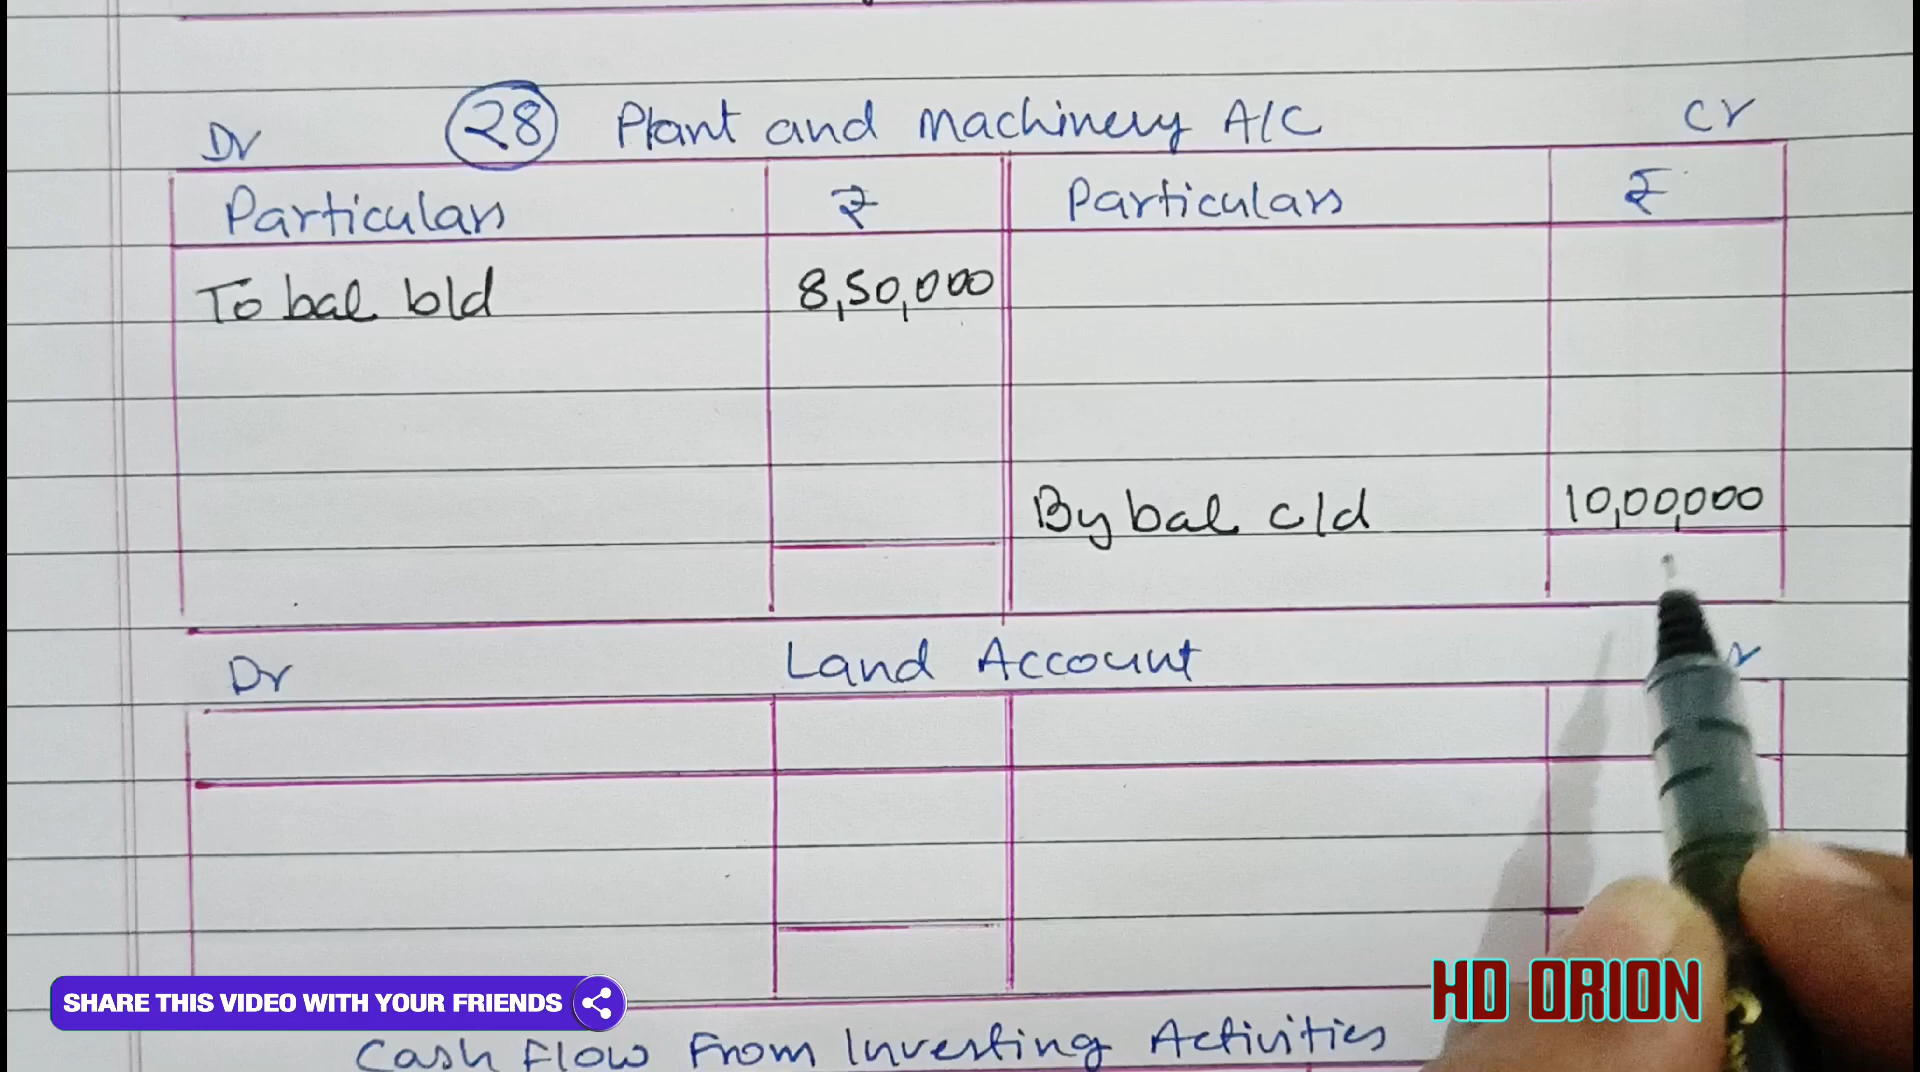 Dr 28 Plant and Machinery A/C Cr
Particulars ₹ Particulars ₹
To bal b/d 8,50,000
By bal c/d 10,00,000
Dr Land Account
SHARE THIS VIDEO WITH YOUR FRIENDS
HD ORION
Cash Flow From Investing Activities